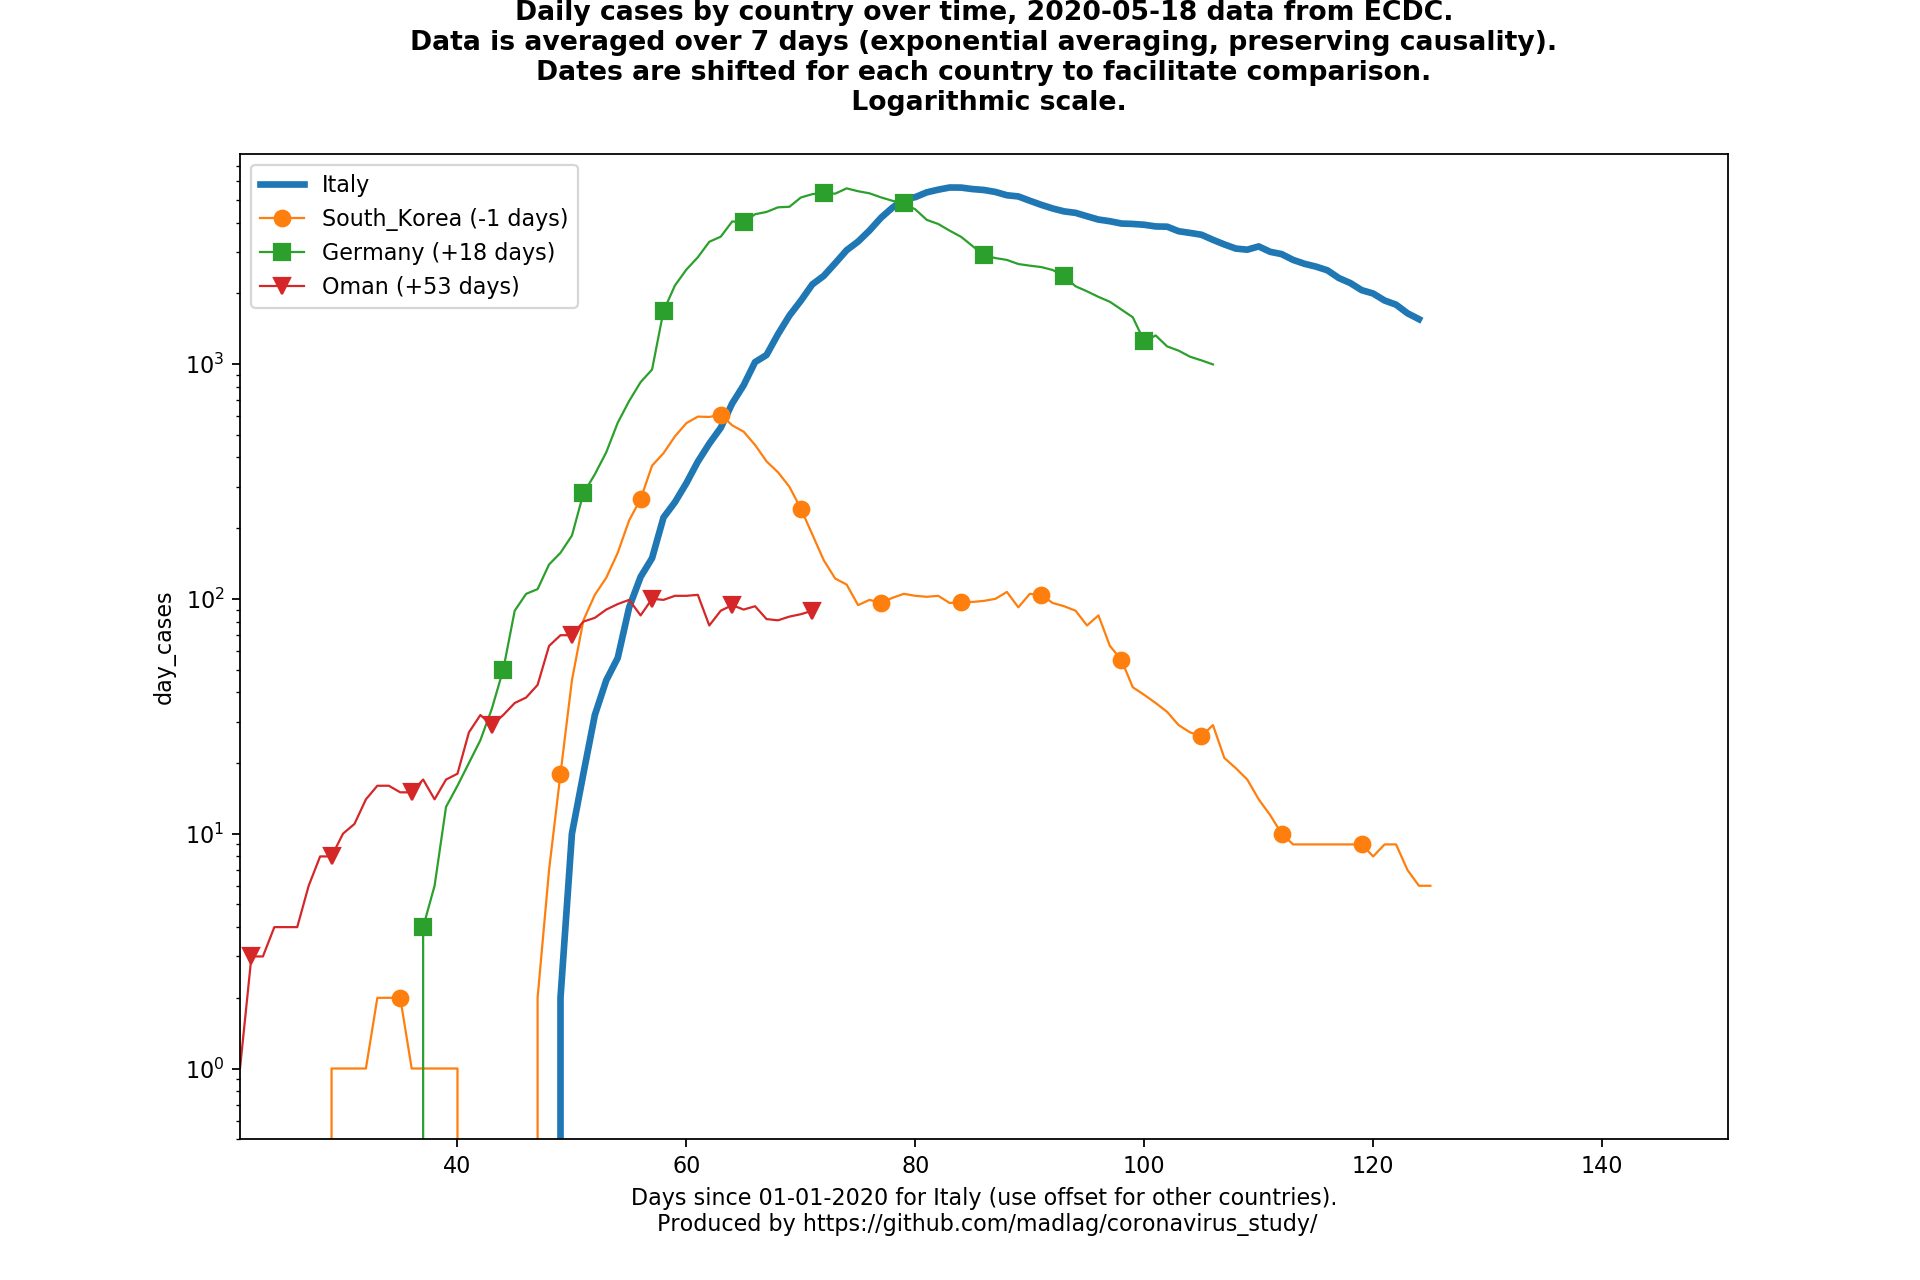 Daily cases by country over time, 2020-05-18 data from ECDC.
Data is averaged over 7 days (exponential averaging, preserving causality).
Dates are shifted for each country to facilitate comparison.
Logarithmic scale.
Italy
South_Korea (-1 days)
Germany (+18 days)
Oman (+53 days)
day_cases
10³
10²
10¹
10⁰
40 60 80 100 120 140
Days since 01-01-2020 for Italy (use offset for other countries).
Produced by https://github.com/madlag/coronavirus_study/